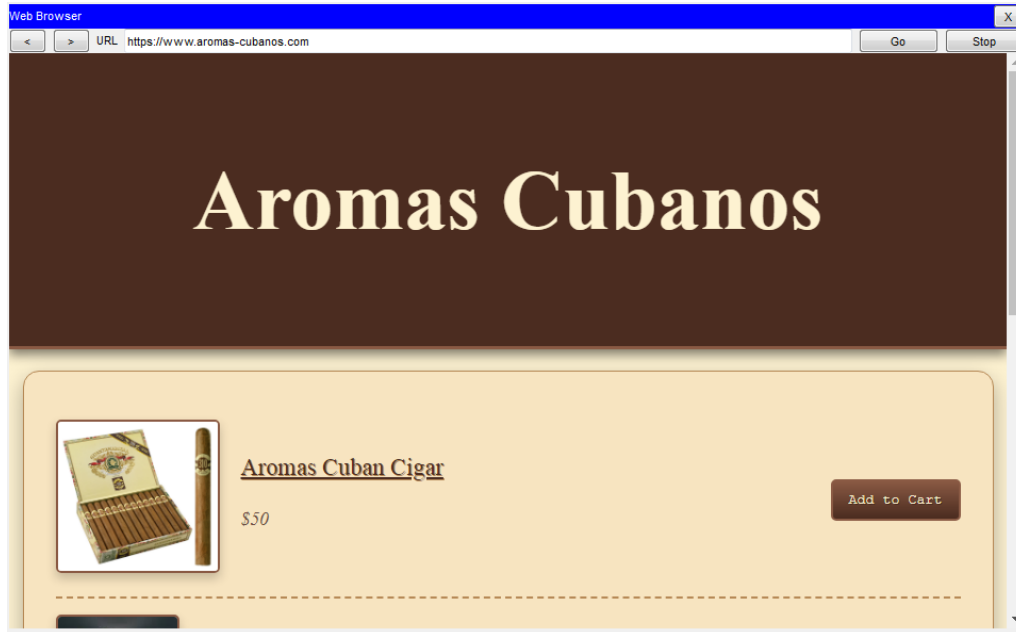 Web Browser
X
<
>
URL
https://www.aromas-cubanos.com
Go
Stop
Aromas Cubanos
Aromas Cuban Cigar
$50
Add to Cart